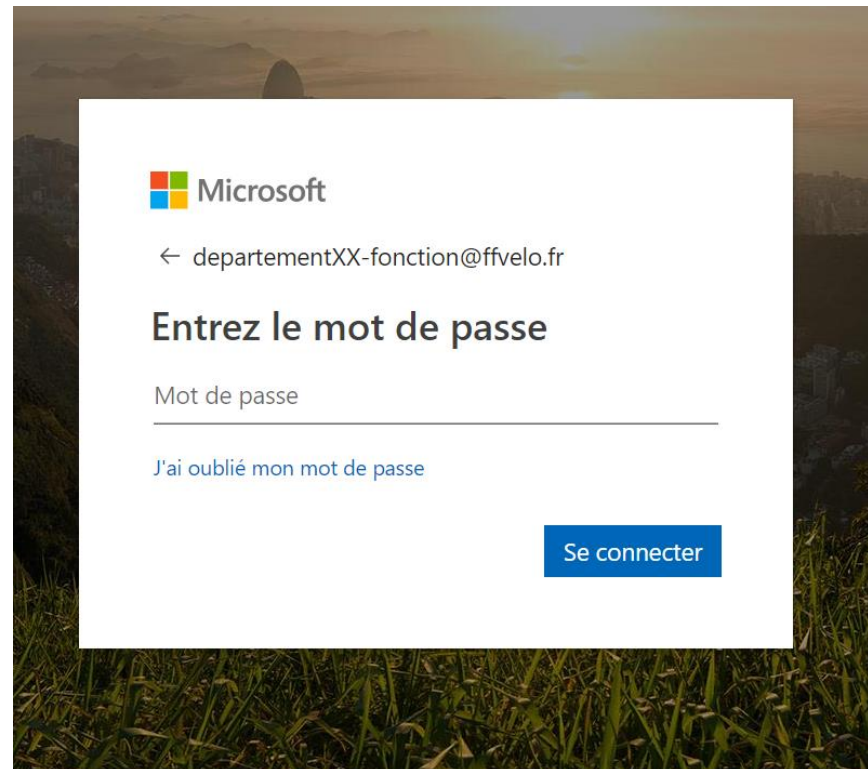 Microsoft
← departementXX-fonction@ffvelo.fr
Entrez le mot de passe
Mot de passe
J'ai oublié mon mot de passe
Se connecter